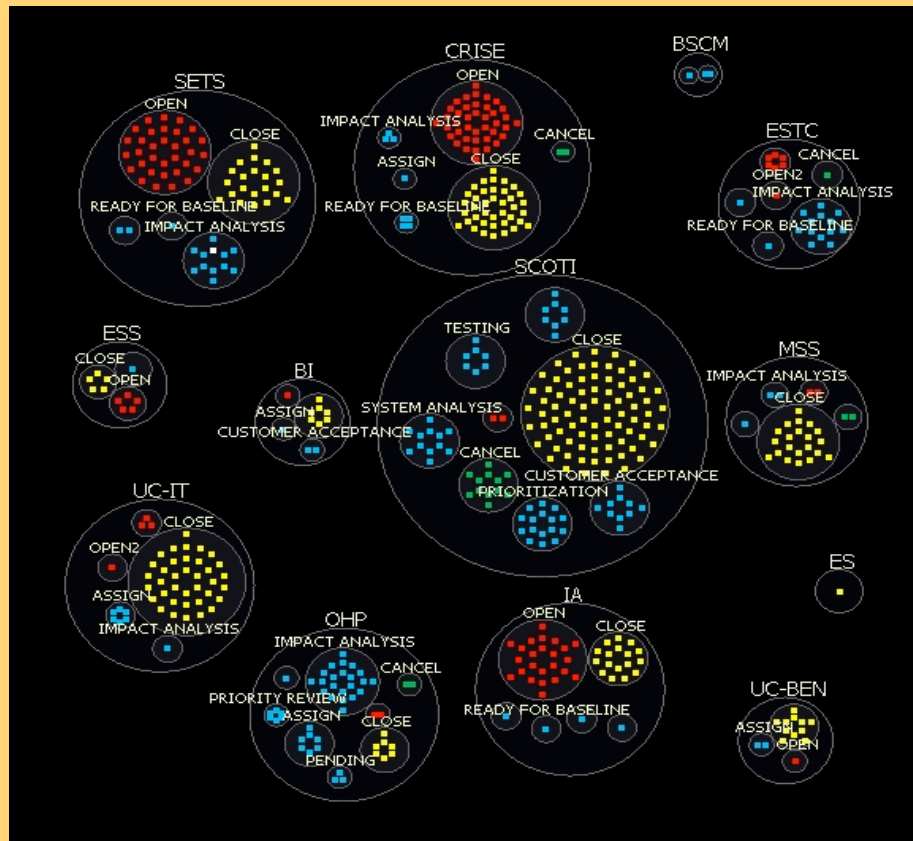 SETS
OPEN
CLOSE
READY FOR BASELINE
IMPACT ANALYSIS
CRISE
OPEN
IMPACT ANALYSIS
CANCEL
ASSIGN
CLOSE
READY FOR BASELINE
BSCM
ESTC
CANCEL
OPEN2
IMPACT ANALYSIS
READY FOR BASELINE
SCOTI
TESTING
CLOSE
SYSTEM ANALYSIS
CANCEL
CUSTOMER ACCEPTANCE
PRIORITIZATION
ESS
CLOSE
OPEN
BI
ASSIGN
CUSTOMER ACCEPTANCE
MSS
IMPACT ANALYSIS
CLOSE
UC-IT
CLOSE
OPEN2
ASSIGN
IMPACT ANALYSIS
OHP
IMPACT ANALYSIS
CANCEL
PRIORITY REVIEW
ASSIGN
CLOSE
PENDING
IA
OPEN
CLOSE
READY FOR BASELINE
ES
UC-BEN
ASSIGN
OPEN